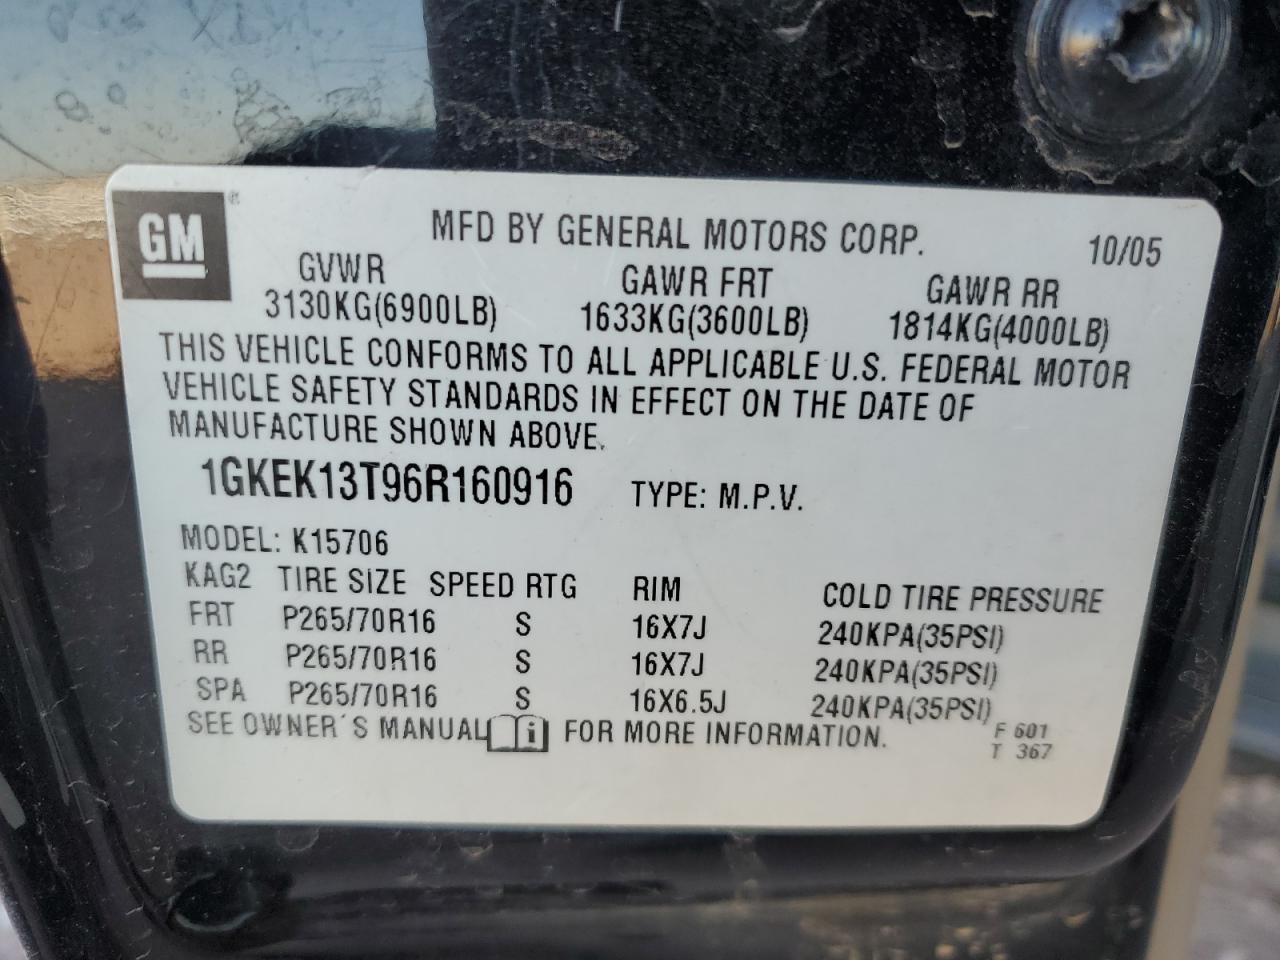 GM ®
MFD BY GENERAL MOTORS CORP. 10/05
GVWR GAWR FRT GAWR RR
3130KG(6900LB) 1633KG(3600LB) 1814KG(4000LB)
THIS VEHICLE CONFORMS TO ALL APPLICABLE U.S. FEDERAL MOTOR
VEHICLE SAFETY STANDARDS IN EFFECT ON THE DATE OF
MANUFACTURE SHOWN ABOVE.
1GKEK13T96R160916 TYPE: M.P.V.
MODEL: K15706
KAG2 TIRE SIZE SPEED RTG RIM COLD TIRE PRESSURE
FRT P265/70R16 S 16X7J 240KPA(35PSI)
RR P265/70R16 S 16X7J 240KPA(35PSI)
SPA P265/70R16 S 16X6.5J 240KPA(35PSI)
SEE OWNER´S MANUAL i FOR MORE INFORMATION. F 601
T 367